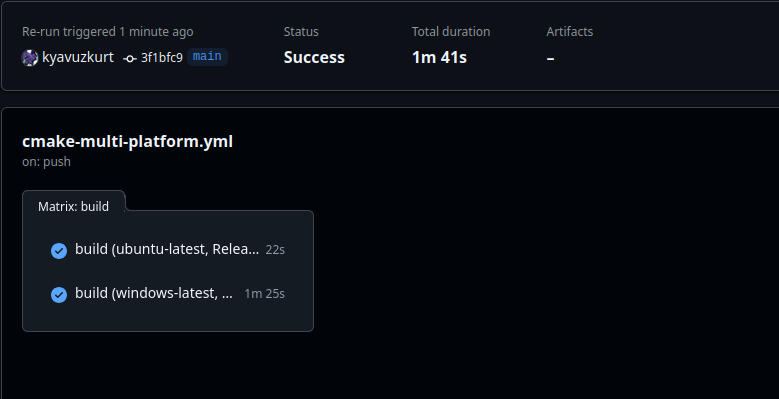 Re-run triggered 1 minute ago
kyavuzkurt 3f1bfc9 main
Status
Success
Total duration
1m 41s
Artifacts
–
cmake-multi-platform.yml
on: push
Matrix: build
build (ubuntu-latest, Relea... 22s
build (windows-latest, ... 1m 25s